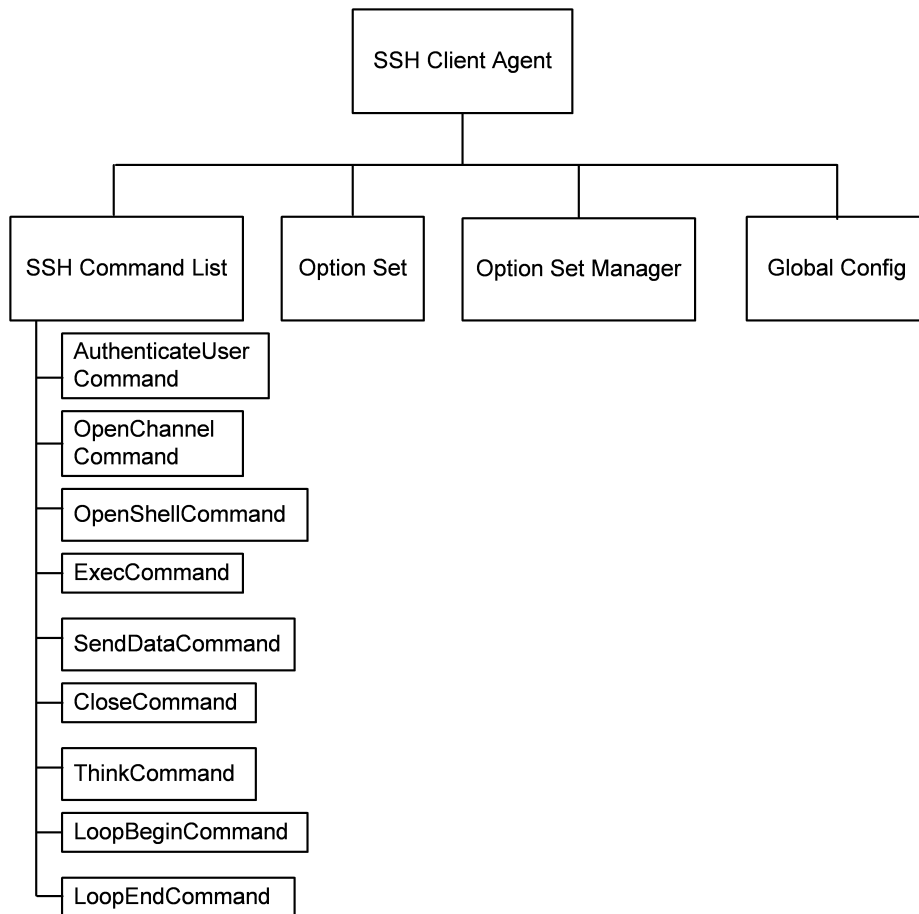 SSH Client Agent
SSH Command List
Option Set
Option Set Manager
Global Config
AuthenticateUser
Command
OpenChannel
Command
OpenShellCommand
ExecCommand
SendDataCommand
CloseCommand
ThinkCommand
LoopBeginCommand
LoopEndCommand